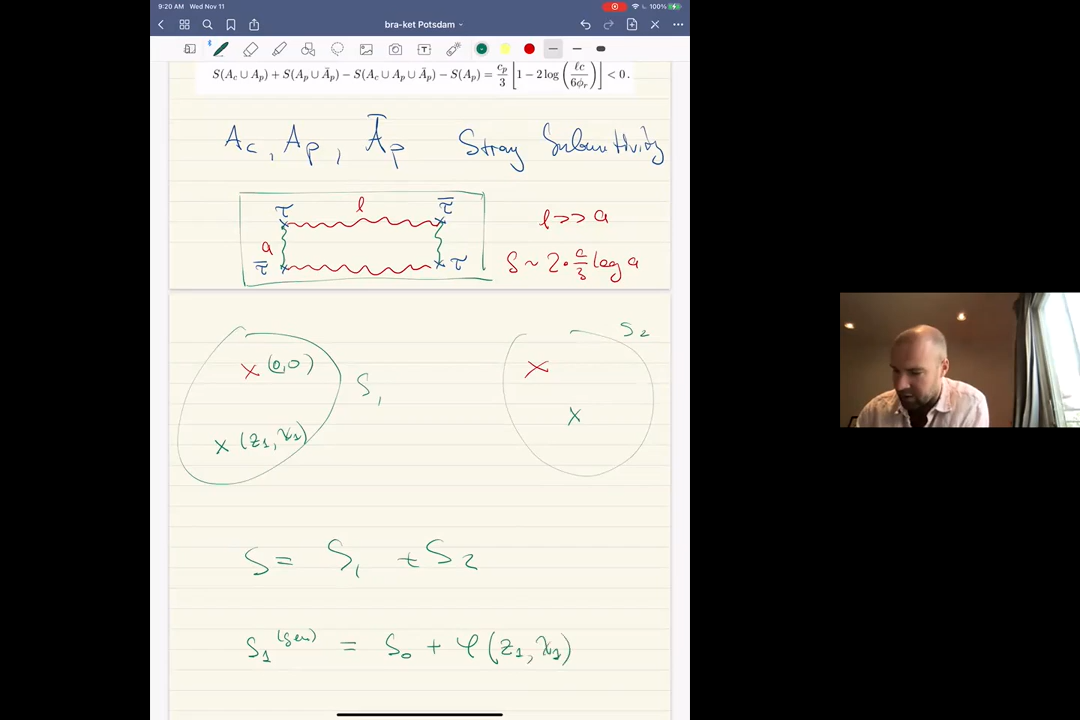 9:20 AM Wed Nov 11
100%
bra-ket Potsdam
S(A_c ∪ A_p) + S(A_p ∪ Ā_p) − S(A_c ∪ A_p ∪ Ā_p) − S(A_p) = c_p/3 [1 − 2 log (ℓc/6φ_r)] < 0.
A_c, A_p, Ā_p Strong Subadditivity
τ l τ̄
l >> a
a
τ̄ τ
S ~ 2 · c/3 log a
S_2
x (0,0) x
S_1
x (z_1, x_1) x
S = S_1 + S_2
S_1^(gen) = S_0 + φ(z_1, x_1)